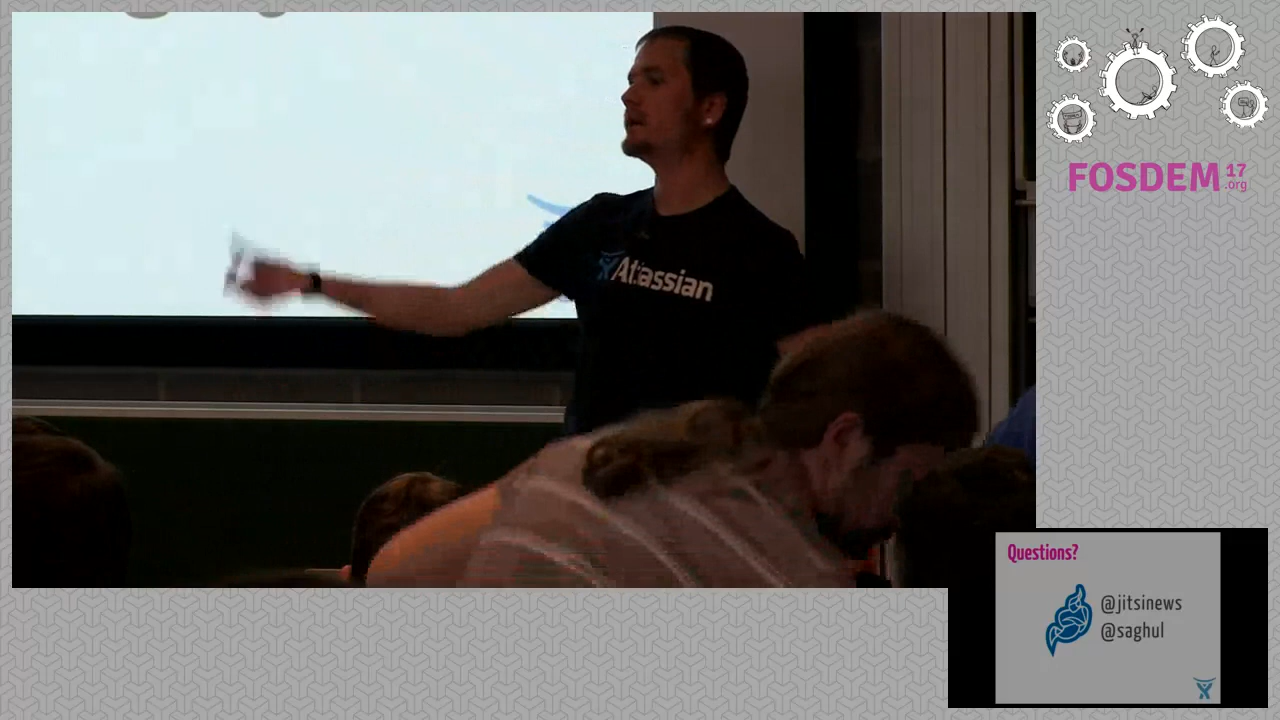 FOSDEM 17
.org
Atlassian
Questions?
@jitsinews
@saghul